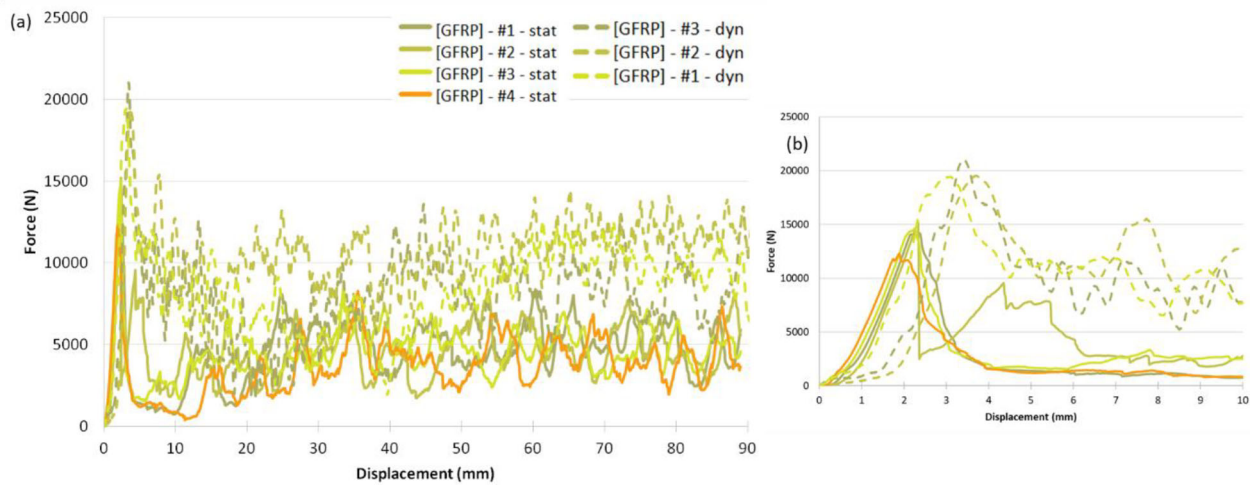 (a)
25000
20000
15000
10000
5000
0
Force (N)
0 10 20 30 40 50 60 70 80 90
Displacement (mm)
[GFRP] - #1 - stat
[GFRP] - #2 - stat
[GFRP] - #3 - stat
[GFRP] - #4 - stat
[GFRP] - #3 - dyn
[GFRP] - #2 - dyn
[GFRP] - #1 - dyn
(b)
25000
20000
15000
10000
5000
0
Force (N)
0 1 2 3 4 5 6 7 8 9 10
Displacement (mm)